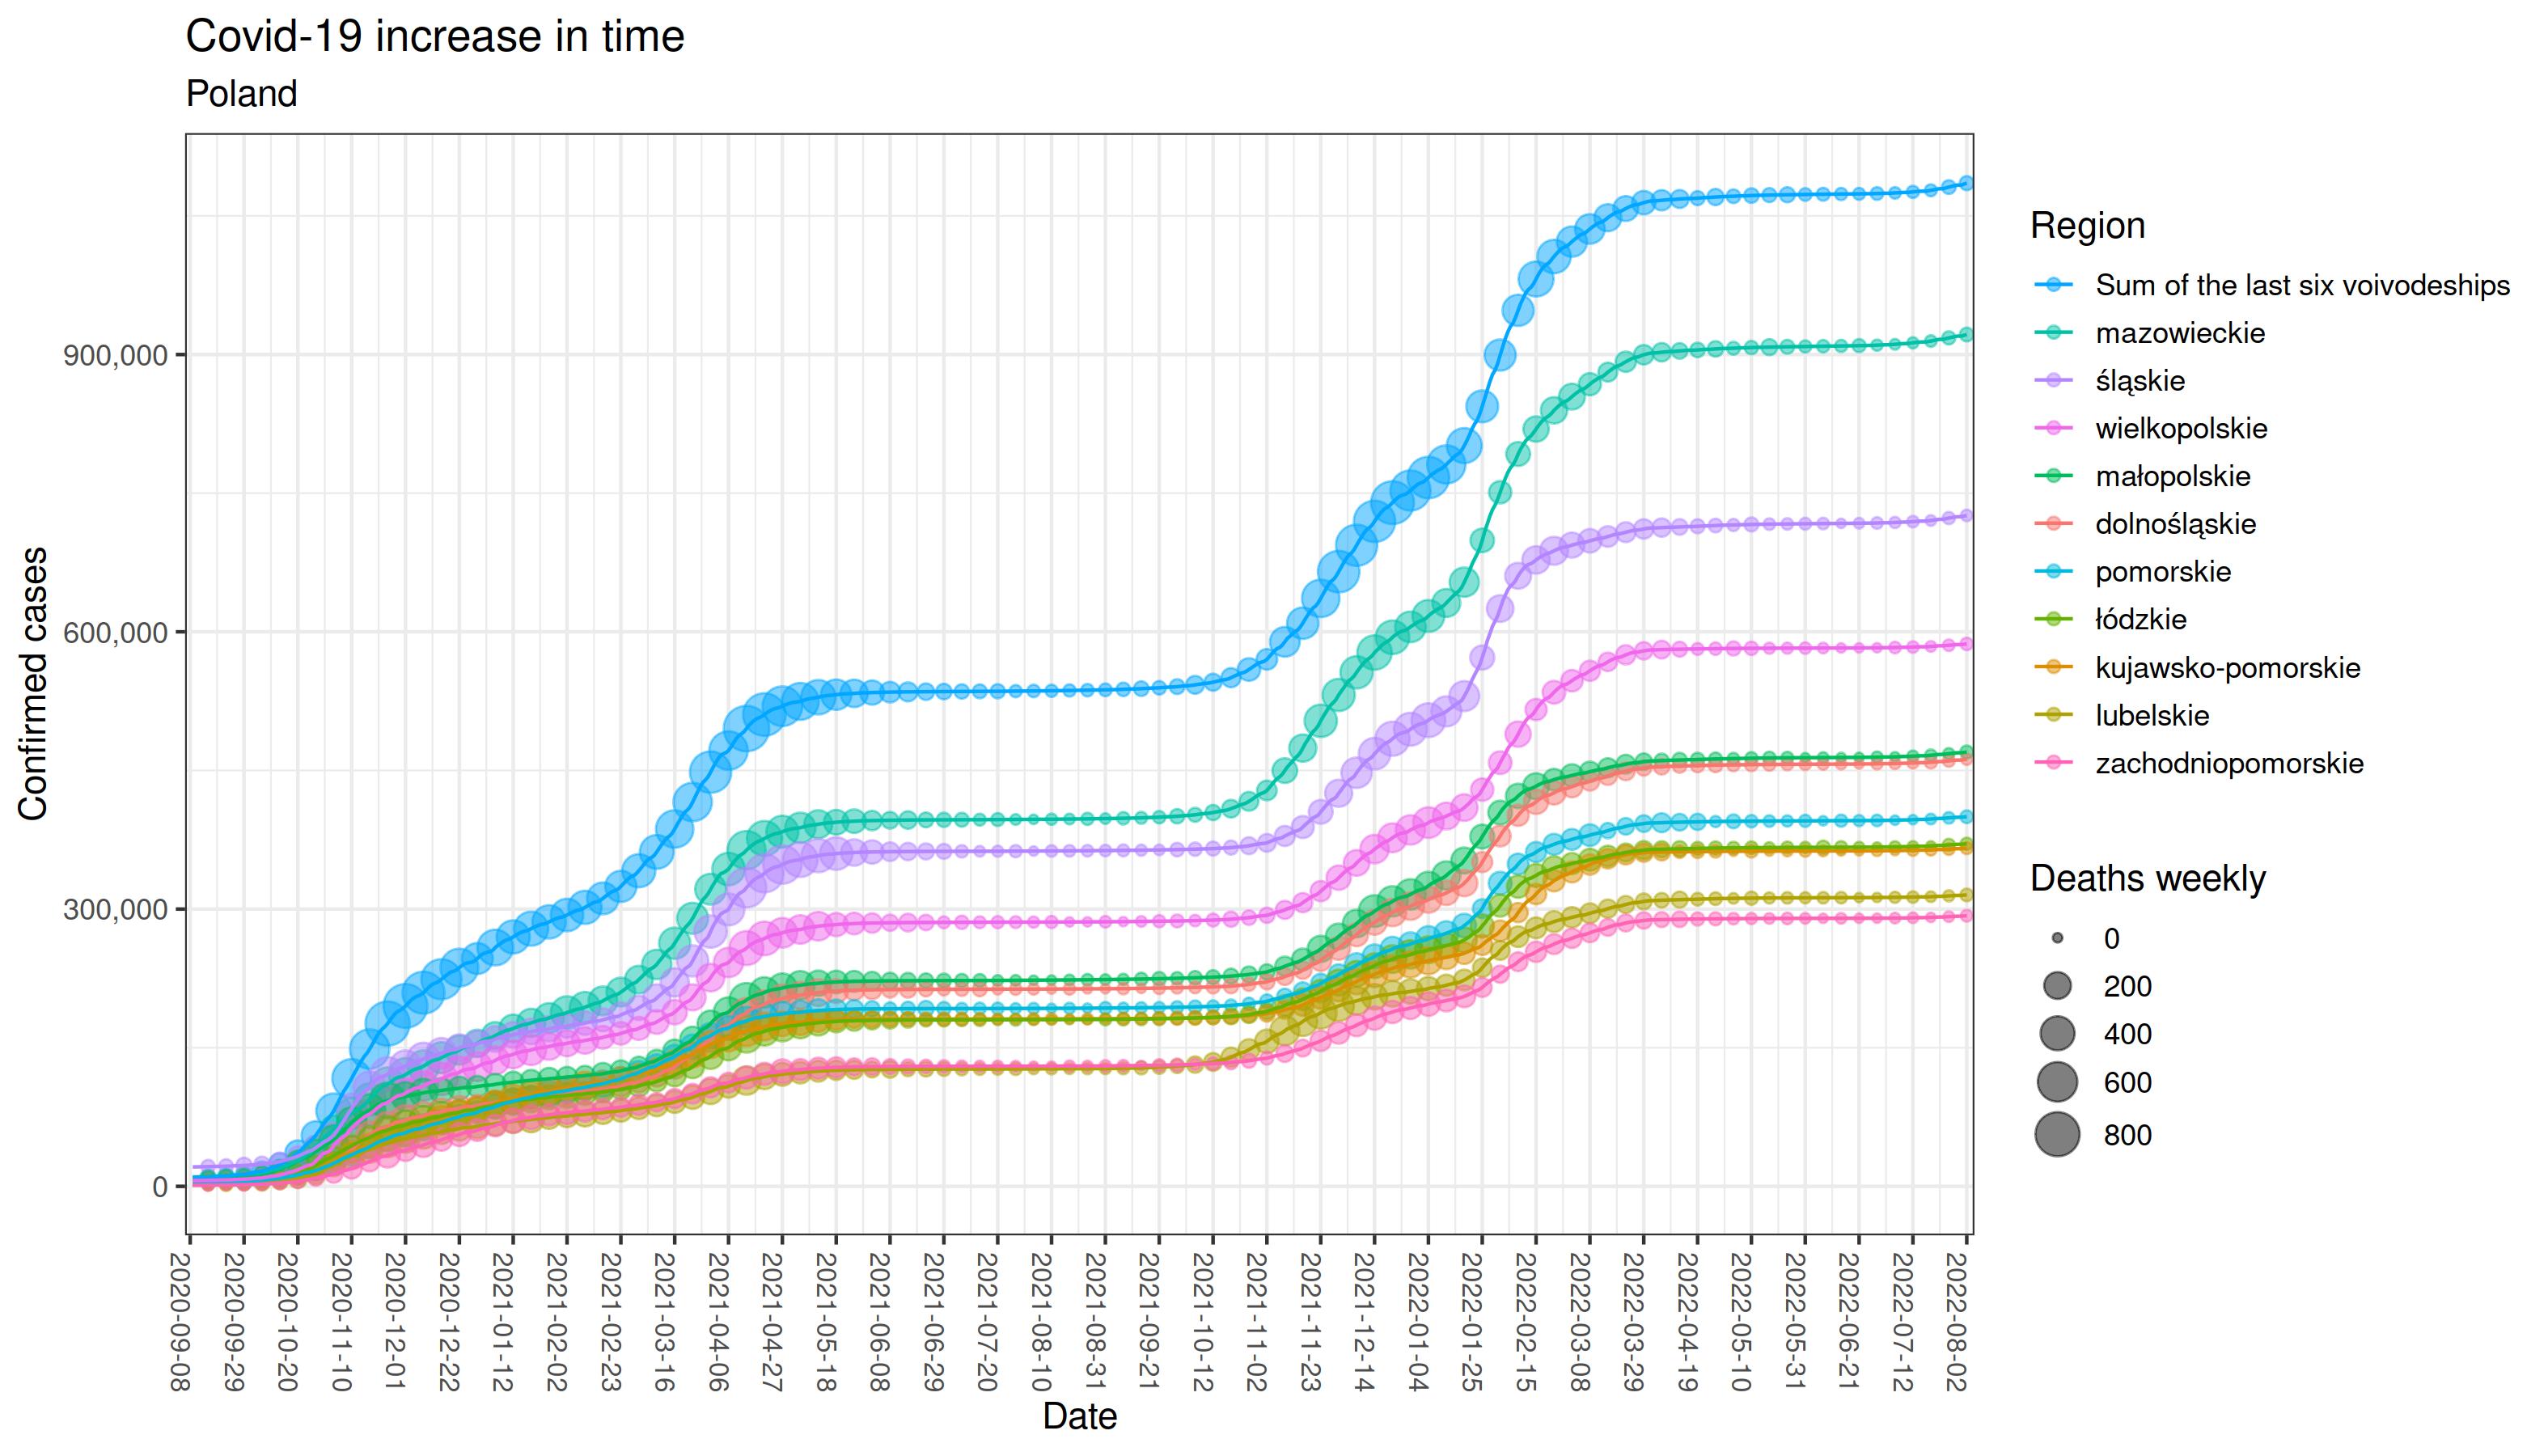 Covid-19 increase in time
Poland
Confirmed cases
900,000
600,000
300,000
0
2020-09-08
2020-09-29
2020-10-20
2020-11-10
2020-12-01
2020-12-22
2021-01-12
2021-02-02
2021-02-23
2021-03-16
2021-04-06
2021-04-27
2021-05-18
2021-06-08
2021-06-29
2021-07-20
2021-08-10
2021-08-31
2021-09-21
2021-10-12
2021-11-02
2021-11-23
2021-12-14
2022-01-04
2022-01-25
2022-02-15
2022-03-08
2022-03-29
2022-04-19
2022-05-10
2022-05-31
2022-06-21
2022-07-12
2022-08-02
Date
Region
Sum of the last six voivodeships
mazowieckie
śląskie
wielkopolskie
małopolskie
dolnośląskie
pomorskie
łódzkie
kujawsko-pomorskie
lubelskie
zachodniopomorskie
Deaths weekly
0
200
400
600
800